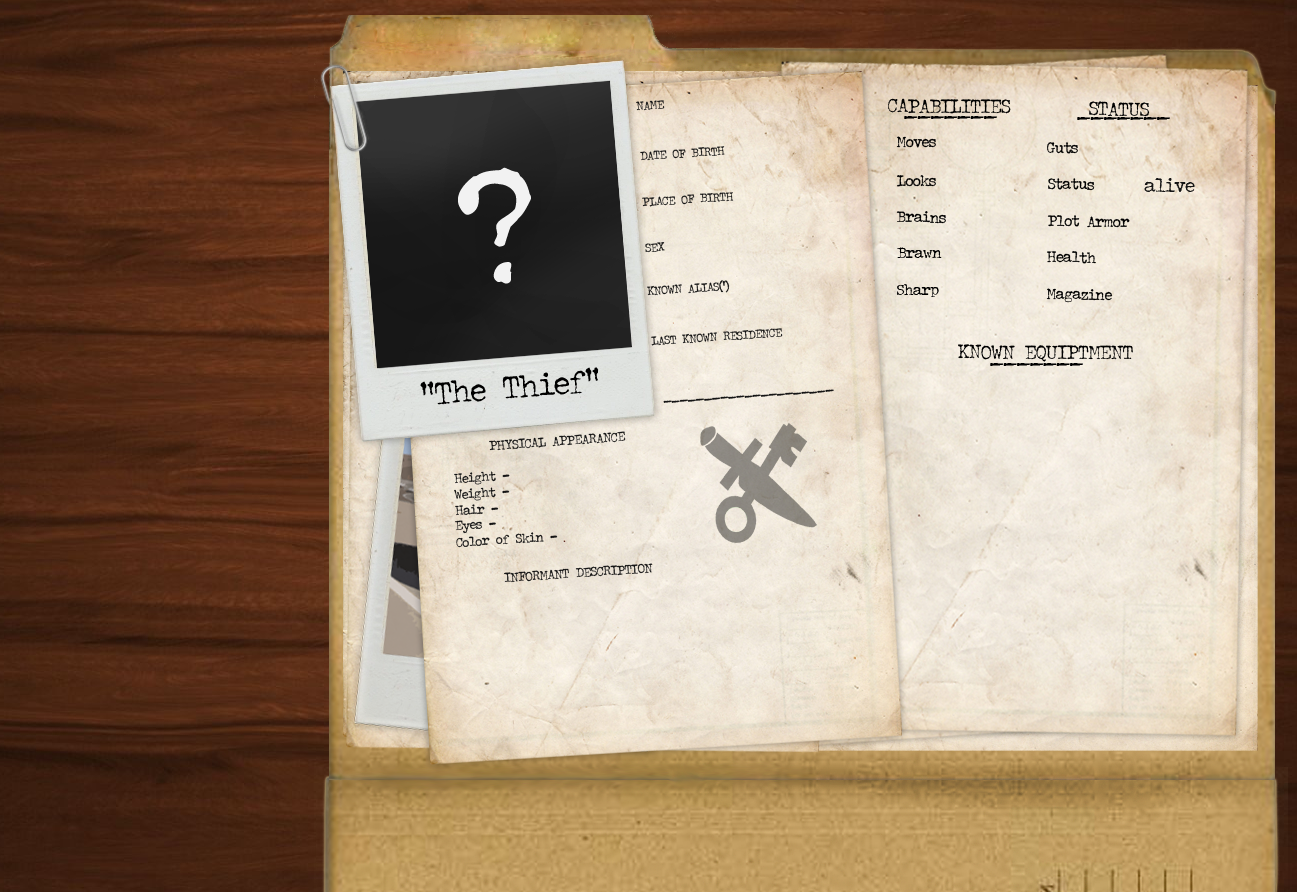 "The Thief"
NAME
DATE OF BIRTH
PLACE OF BIRTH
SEX
KNOWN ALIAS(')
LAST KNOWN RESIDENCE
PHYSICAL APPEARANCE
Height -
Weight -
Hair -
Eyes -
Color of Skin - .
INFORMANT DESCRIPTION
CAPABILITIES
Moves
Looks
Brains
Brawn
Sharp
STATUS
Guts
Status alive
Plot Armor
Health
Magazine
KNOWN EQUIPTMENT